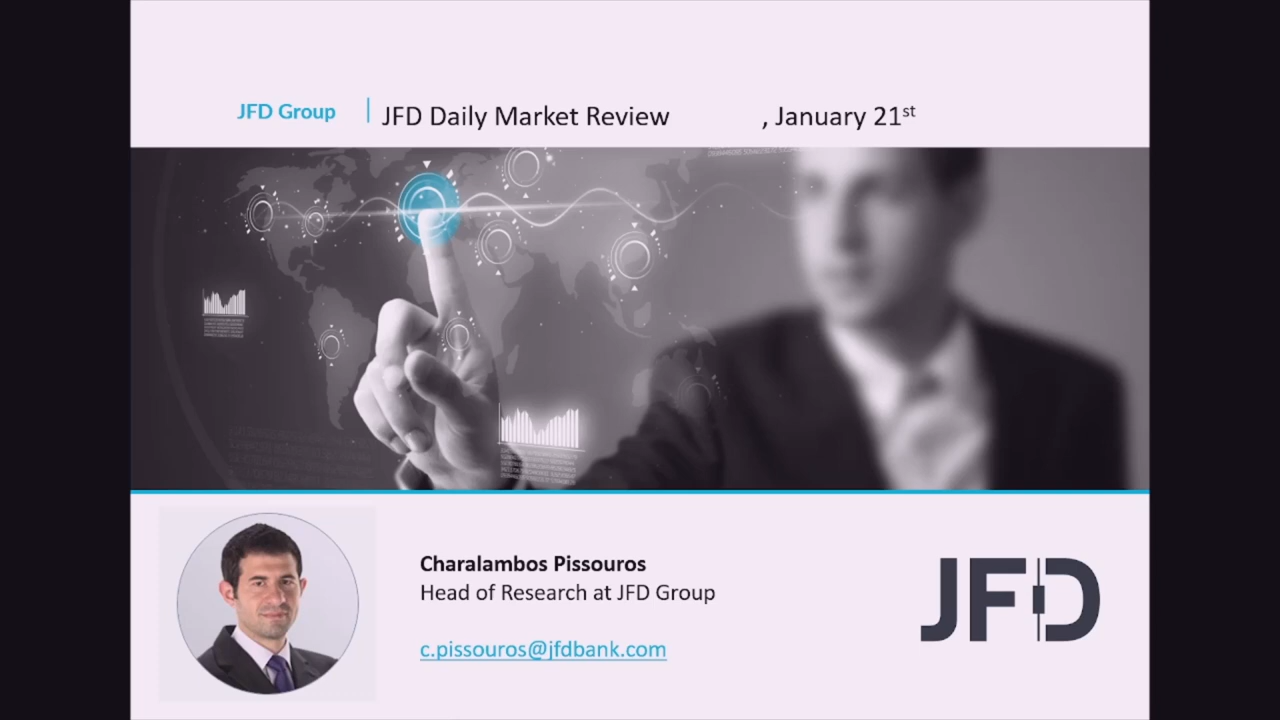 JFD Group
JFD Daily Market Review , January 21st
Charalambos Pissouros
Head of Research at JFD Group
c.pissouros@jfdbank.com
JFD